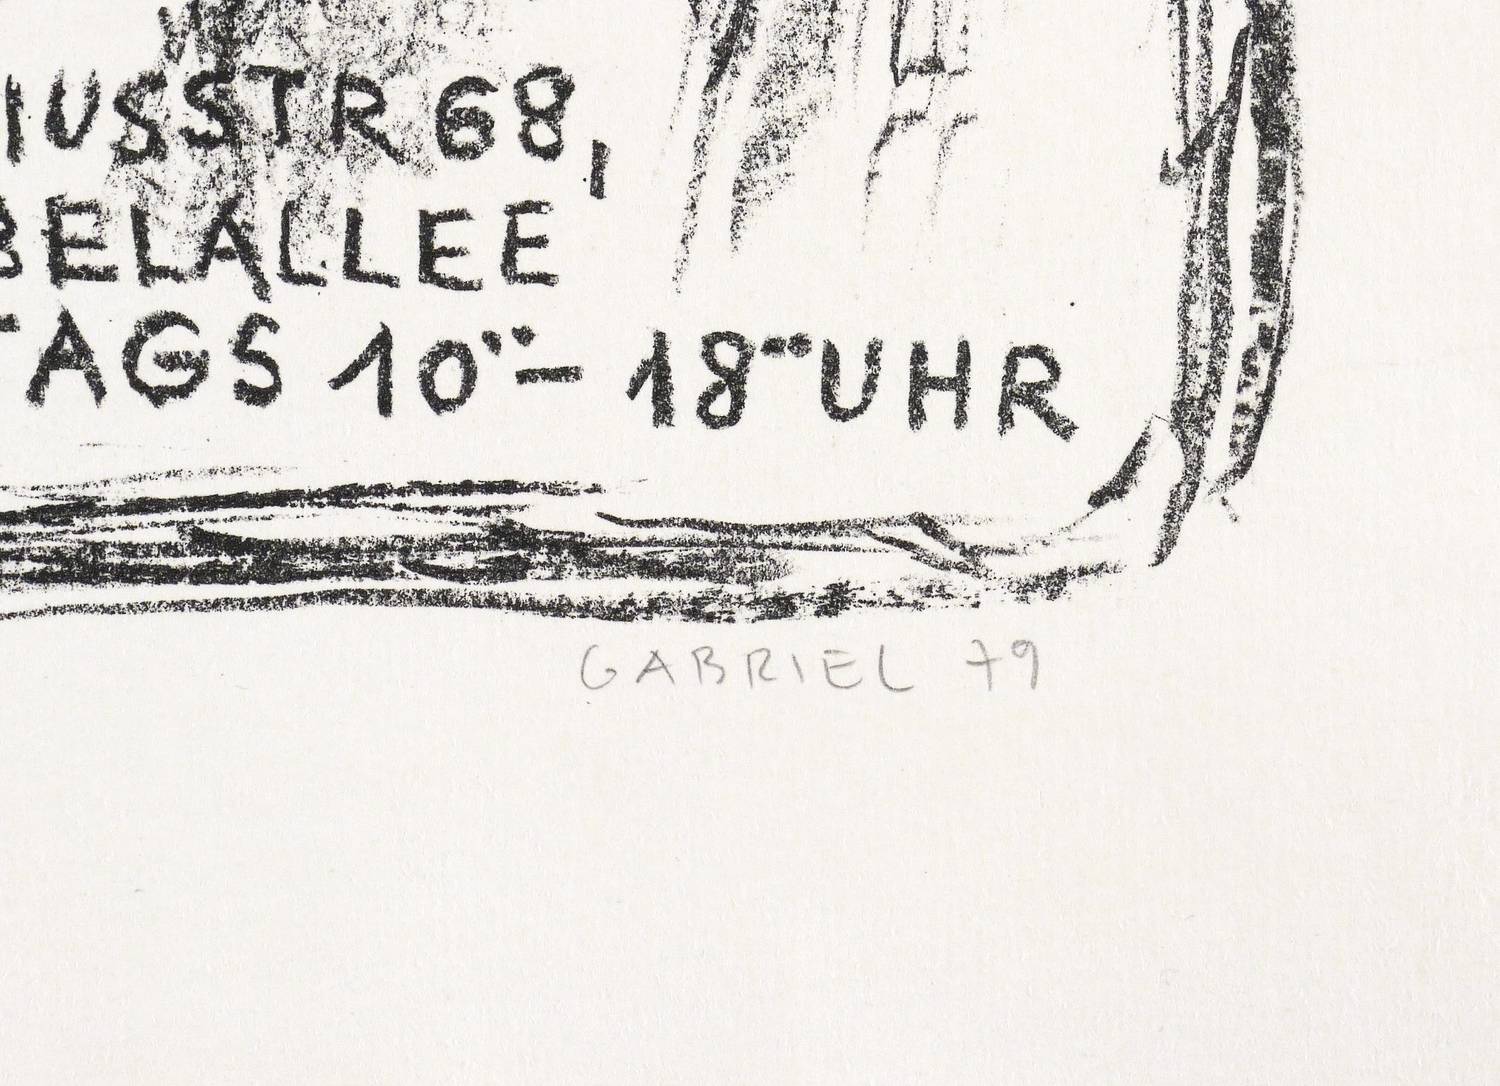 IUSSTR 68,
BELALLEE
TAGS 10°°– 18°°UHR
GABRIEL 79